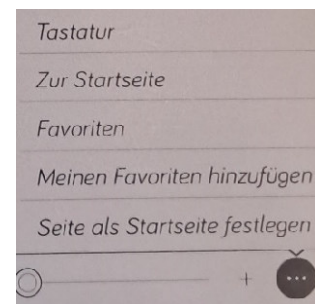 Tastatur
Zur Startseite
Favoriten
Meinen Favoriten hinzufügen
Seite als Startseite festlegen
+ ...